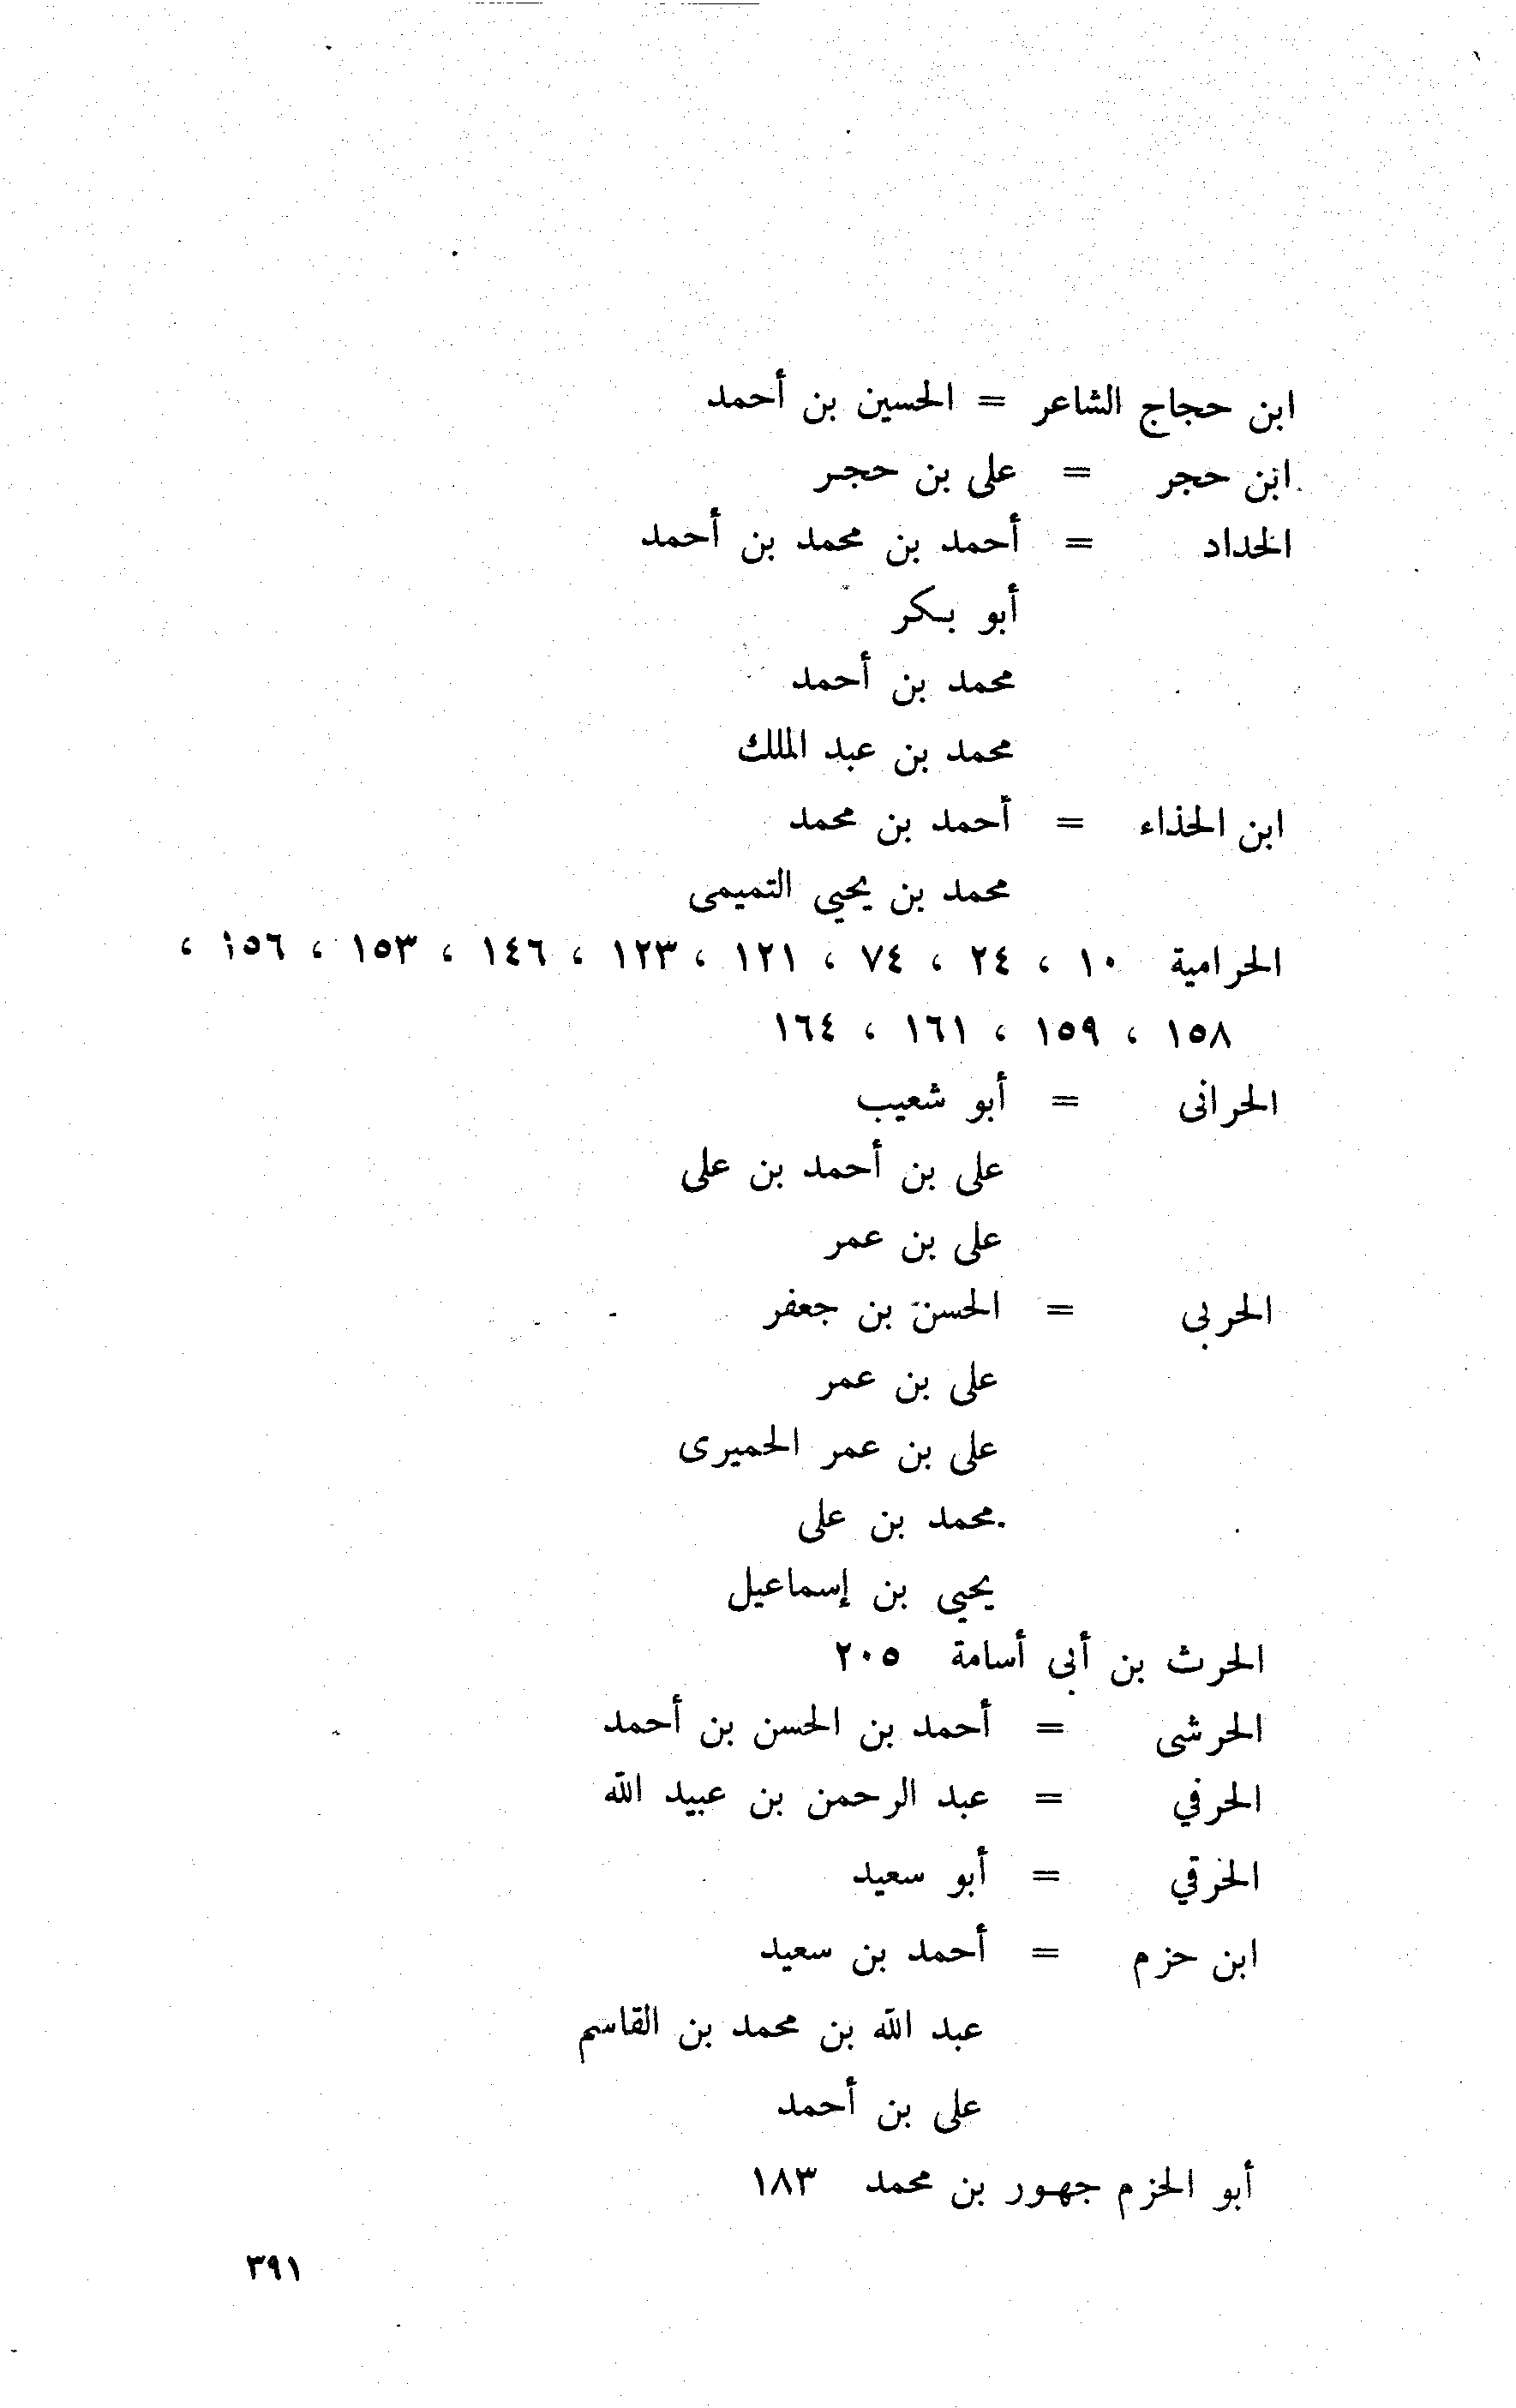 ابن حجاج الشاعر = الحسين بن أحمد
ابن حجر = على بن حجر
الخداد = أحمد بن محمد بن أحمد
أبو بكر
محمد بن أحمد
محمد بن عبد الملك
ابن الحذاء = أحمد بن محمد
محمد بن يحيى التميمى
الحرامية ١٠ ، ٢٤ ، ٧٤ ، ١٢١ ، ١٢٣ ، ١٤٦ ، ١٥٣ ، ١٥٦ ،
١٥٨ ، ١٥٩ ، ١٦١ ، ١٦٤
الحرانى = أبو شعيب
على بن أحمد بن على
على بن عمر
الحربى = الحسن بن جعفر
على بن عمر
على بن عمر الحميرى
محمد بن على
يحيى بن إسماعيل
الحرث بن أبى أسامة ٢٠٥
الحرشى = أحمد بن الحسن بن أحمد
الحرفي = عبد الرحمن بن عبيد الله
الخرقي = أبو سعيد
ابن حزم = أحمد بن سعيد
عبد الله بن محمد بن القاسم
على بن أحمد
أبو الحزم جهور بن محمد ١٨٣
٣٩١